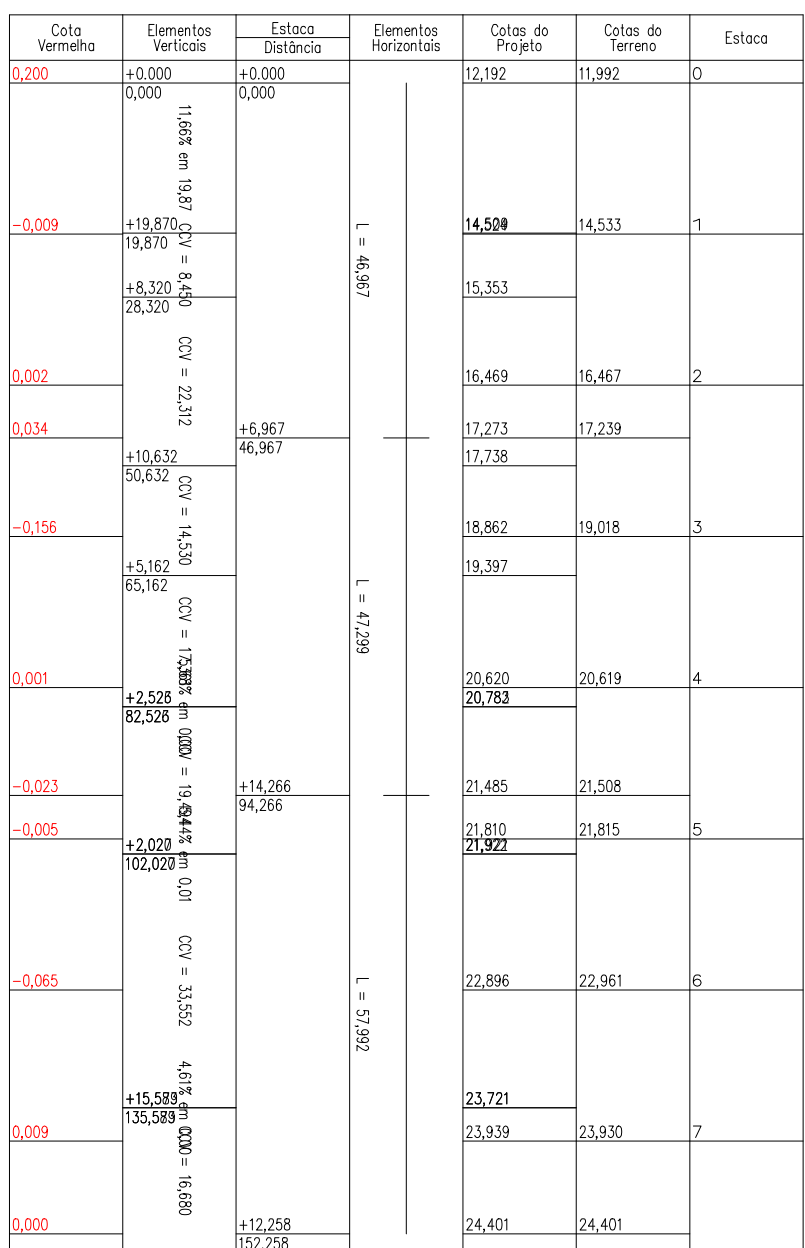 Cota Vermelha
Elementos Verticais
Estaca
Distância
Elementos Horizontais
Cotas do Projeto
Cotas do Terreno
Estaca
0,200 +0.000 +0.000 12,192 11,992 0
0,000 0,000
11,66% em 19,87
-0,009 +19,870 14,533 1
19,870
CCV = 8,450
L = 46,967
+8,320 15,353
28,320
CCV = 22,312
0,002 16,469 16,467 2
0,034 +6,967 17,273 17,239
46,967
+10,632 17,738
50,632
CCV = 14,530
-0,156 18,862 19,018 3
+5,162 19,397
65,162
L = 47,299
0,001 20,620 20,619 4
-0,023 +14,266 21,485 21,508
94,266
-0,005 21,810 21,815 5
em 0,01
CCV = 33,552
-0,065 22,896 22,961 6
L = 57,992
4,61% em
23,721
0,009 23,939 23,930 7
= 16,680
0,000 +12,258 24,401 24,401
152,258